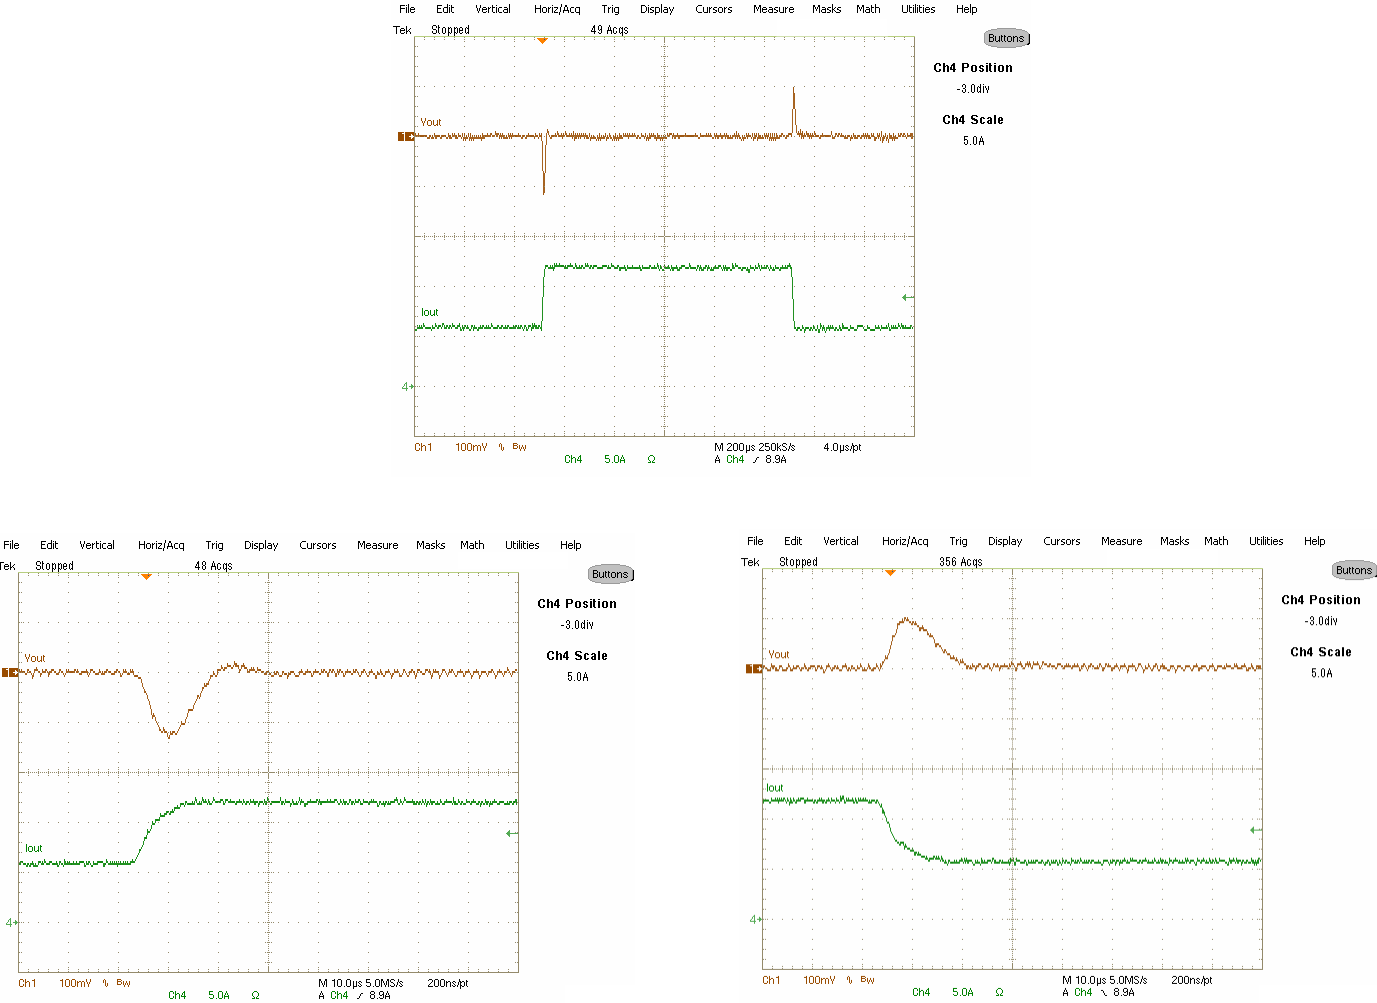 File Edit Vertical Horiz/Acq Trig Display Cursors Measure Masks Math Utilities Help
Tek Stopped 49 Acqs
Buttons
Ch4 Position
-3.0div
Ch4 Scale
5.0A
Vout
1
Iout
4
Ch1 100mV % Bw M 200µs 250kS/s 4.0µs/pt
Ch4 5.0A Ω A Ch4 8.9A
File Edit Vertical Horiz/Acq Trig Display Cursors Measure Masks Math Utilities Help
Tek Stopped 48 Acqs
Buttons
Ch4 Position
-3.0div
Ch4 Scale
5.0A
Vout
1
Iout
4
Ch1 100mV % Bw M 10.0µs 5.0MS/s 200ns/pt
Ch4 5.0A Ω A Ch4 8.9A
File Edit Vertical Horiz/Acq Trig Display Cursors Measure Masks Math Utilities Help
Tek Stopped 356 Acqs
Buttons
Ch4 Position
-3.0div
Ch4 Scale
5.0A
Vout
1
Iout
4
Ch1 100mV % Bw M 10.0µs 5.0MS/s 200ns/pt
Ch4 5.0A Ω A Ch4 8.9A